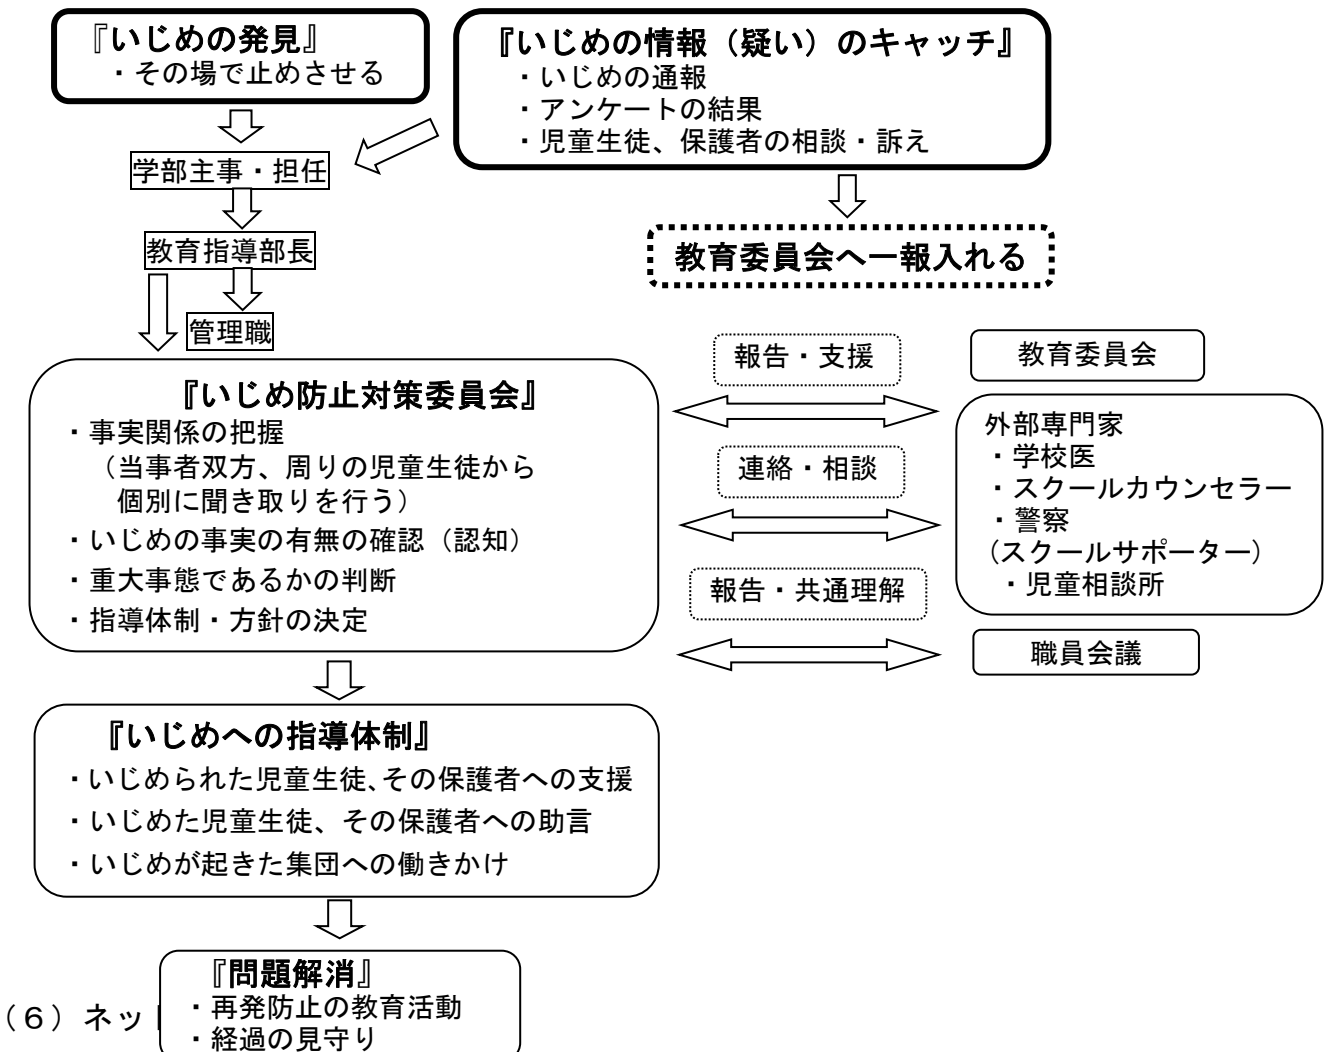 『いじめの発見』
・その場で止めさせる
『いじめの情報（疑い）のキャッチ』
・いじめの通報
・アンケートの結果
・児童生徒、保護者の相談・訴え
学部主事・担任
教育指導部長
管理職
教育委員会へ一報入れる
『いじめ防止対策委員会』
・事実関係の把握
（当事者双方、周りの児童生徒から
個別に聞き取りを行う）
・いじめの事実の有無の確認（認知）
・重大事態であるかの判断
・指導体制・方針の決定
報告・支援
連絡・相談
報告・共通理解
教育委員会
外部専門家
・学校医
・スクールカウンセラー
・警察
(スクールサポーター)
・児童相談所
職員会議
『いじめへの指導体制』
・いじめられた児童生徒、その保護者への支援
・いじめた児童生徒、その保護者への助言
・いじめが起きた集団への働きかけ
『問題解消』
・再発防止の教育活動
・経過の見守り
（６）ネッ